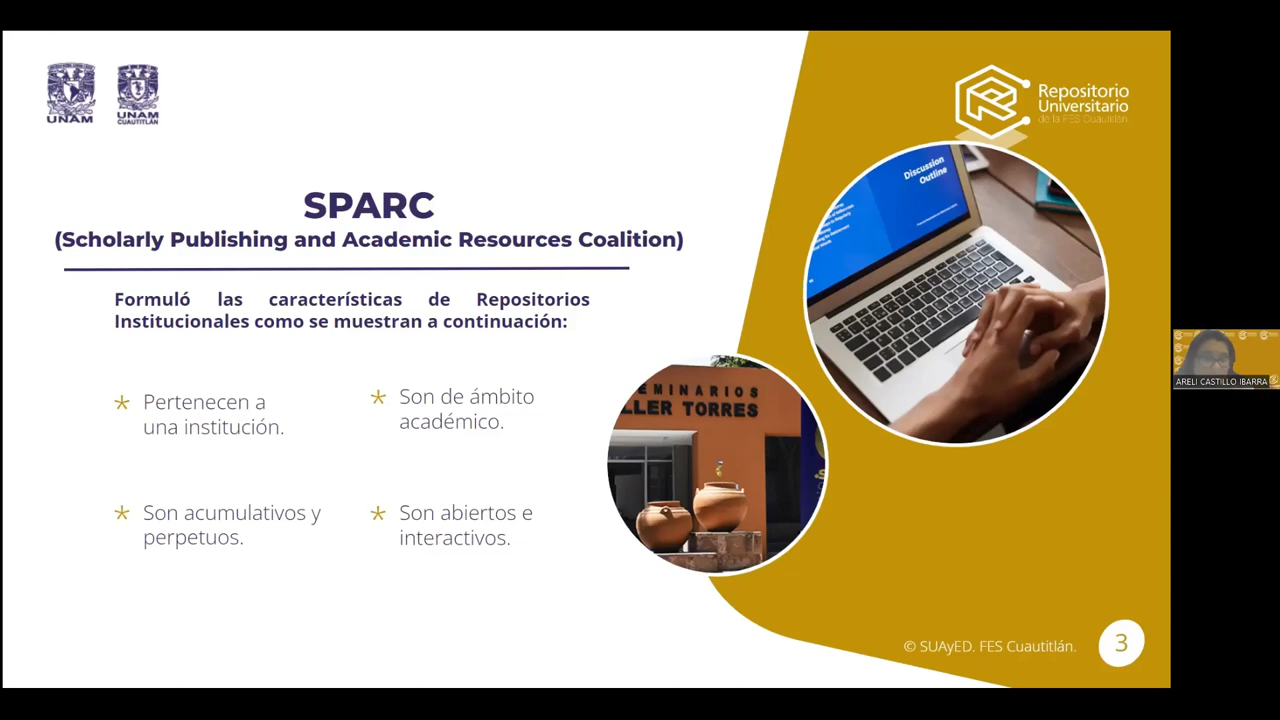 UNAM
UNAM
CUAUTITLÁN
Repositorio
Universitario
de la FES Cuautitlán
SPARC
(Scholarly Publishing and Academic Resources Coalition)
Formuló las características de Repositorios
Institucionales como se muestran a continuación:
Pertenecen a
una institución.
Son de ámbito
académico.
Son acumulativos y
perpetuos.
Son abiertos e
interactivos.
Discussion
Outline
EMINARIOS
LLER TORRES
ARELI CASTILLO IBARRA
© SUAyED. FES Cuautitlán.
3